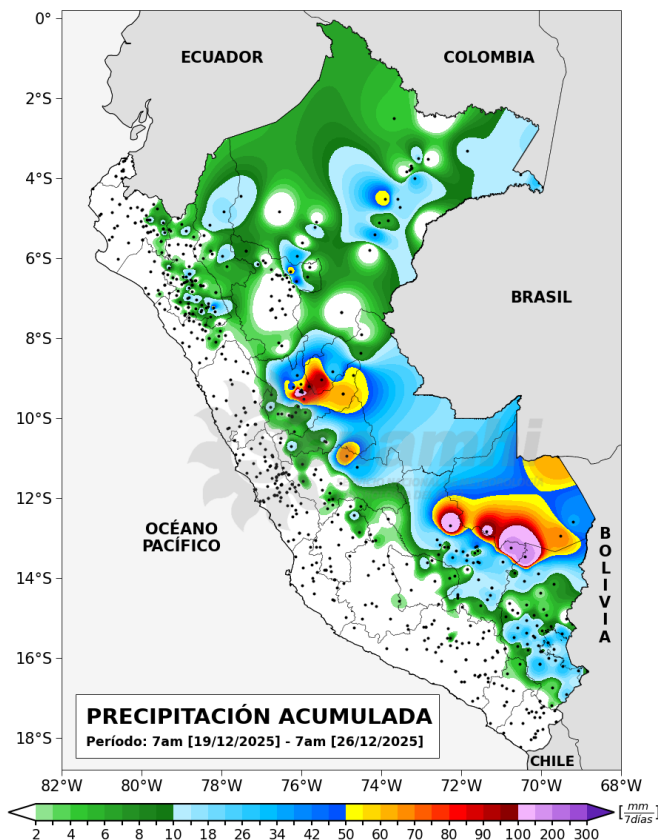 0°
2°S
4°S
6°S
8°S
10°S
12°S
14°S
16°S
18°S
ECUADOR
COLOMBIA
BRASIL
OCÉANO
PACÍFICO
B
O
L
I
V
I
A
CHILE
PRECIPITACIÓN ACUMULADA
Período: 7am [19/12/2025] - 7am [26/12/2025]
82°W 80°W 78°W 76°W 74°W 72°W 70°W 68°W
2 4 6 8 10 18 26 34 42 50 60 70 80 90 100 200 300
[mm/7días]